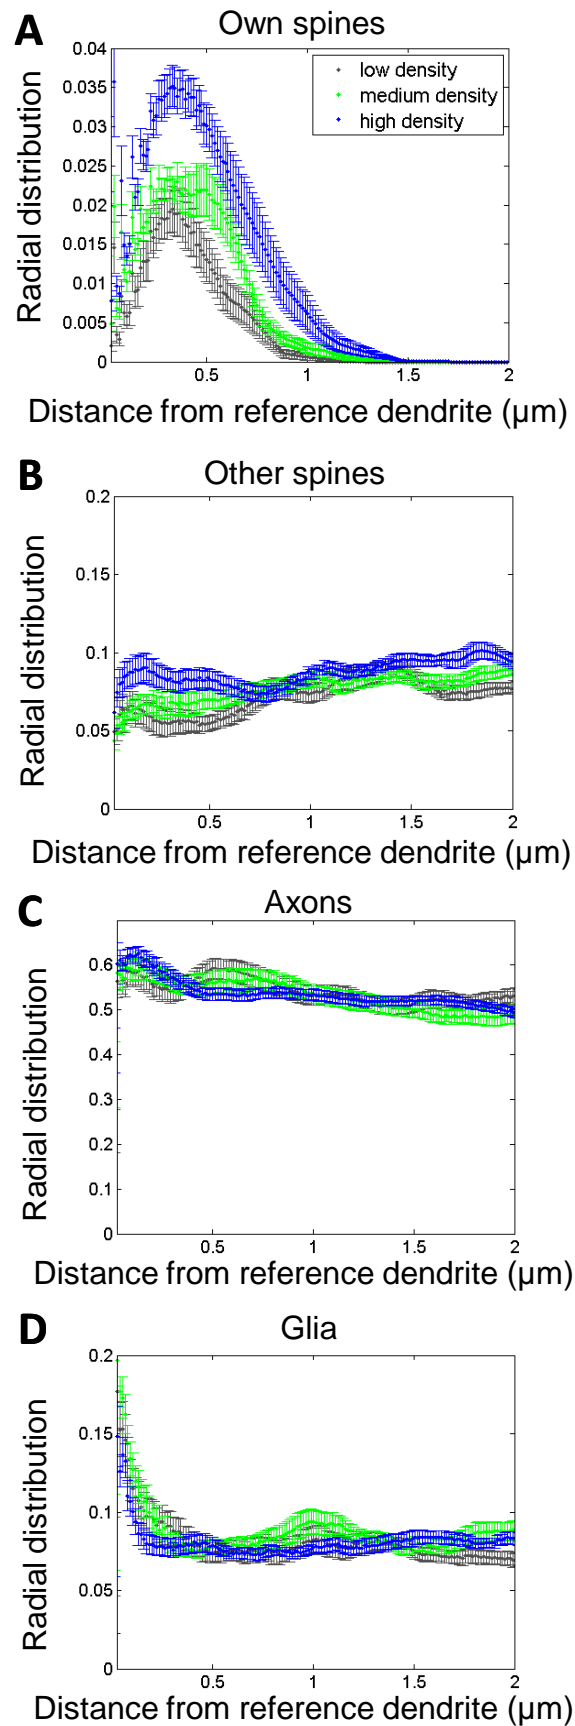 A
Own spines
Radial distribution
0.04
0.035
0.03
0.025
0.02
0.015
0.01
0.005
0
low density
medium density
high density
0.5
1
1.5
2
Distance from reference dendrite (µm)
B
Other spines
Radial distribution
0.2
0.15
0.1
0.05
0
0.5
1
1.5
2
Distance from reference dendrite (µm)
C
Axons
Radial distribution
0.6
0.5
0.4
0.3
0.2
0.1
0
0.5
1
1.5
2
Distance from reference dendrite (µm)
D
Glia
Radial distribution
0.2
0.15
0.1
0.05
0
0.5
1
1.5
2
Distance from reference dendrite (µm)